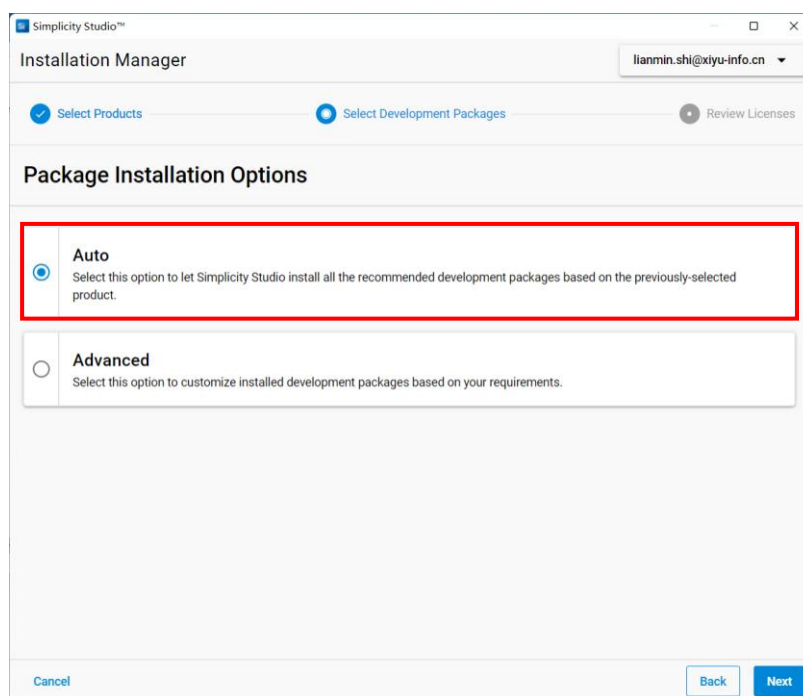 Simplicity Studio™
Installation Manager
lianmin.shi@xiyu-info.cn
Select Products
Select Development Packages
Review Licenses
Package Installation Options
Auto
Select this option to let Simplicity Studio install all the recommended development packages based on the previously-selected
product.
Advanced
Select this option to customize installed development packages based on your requirements.
Cancel
Back
Next